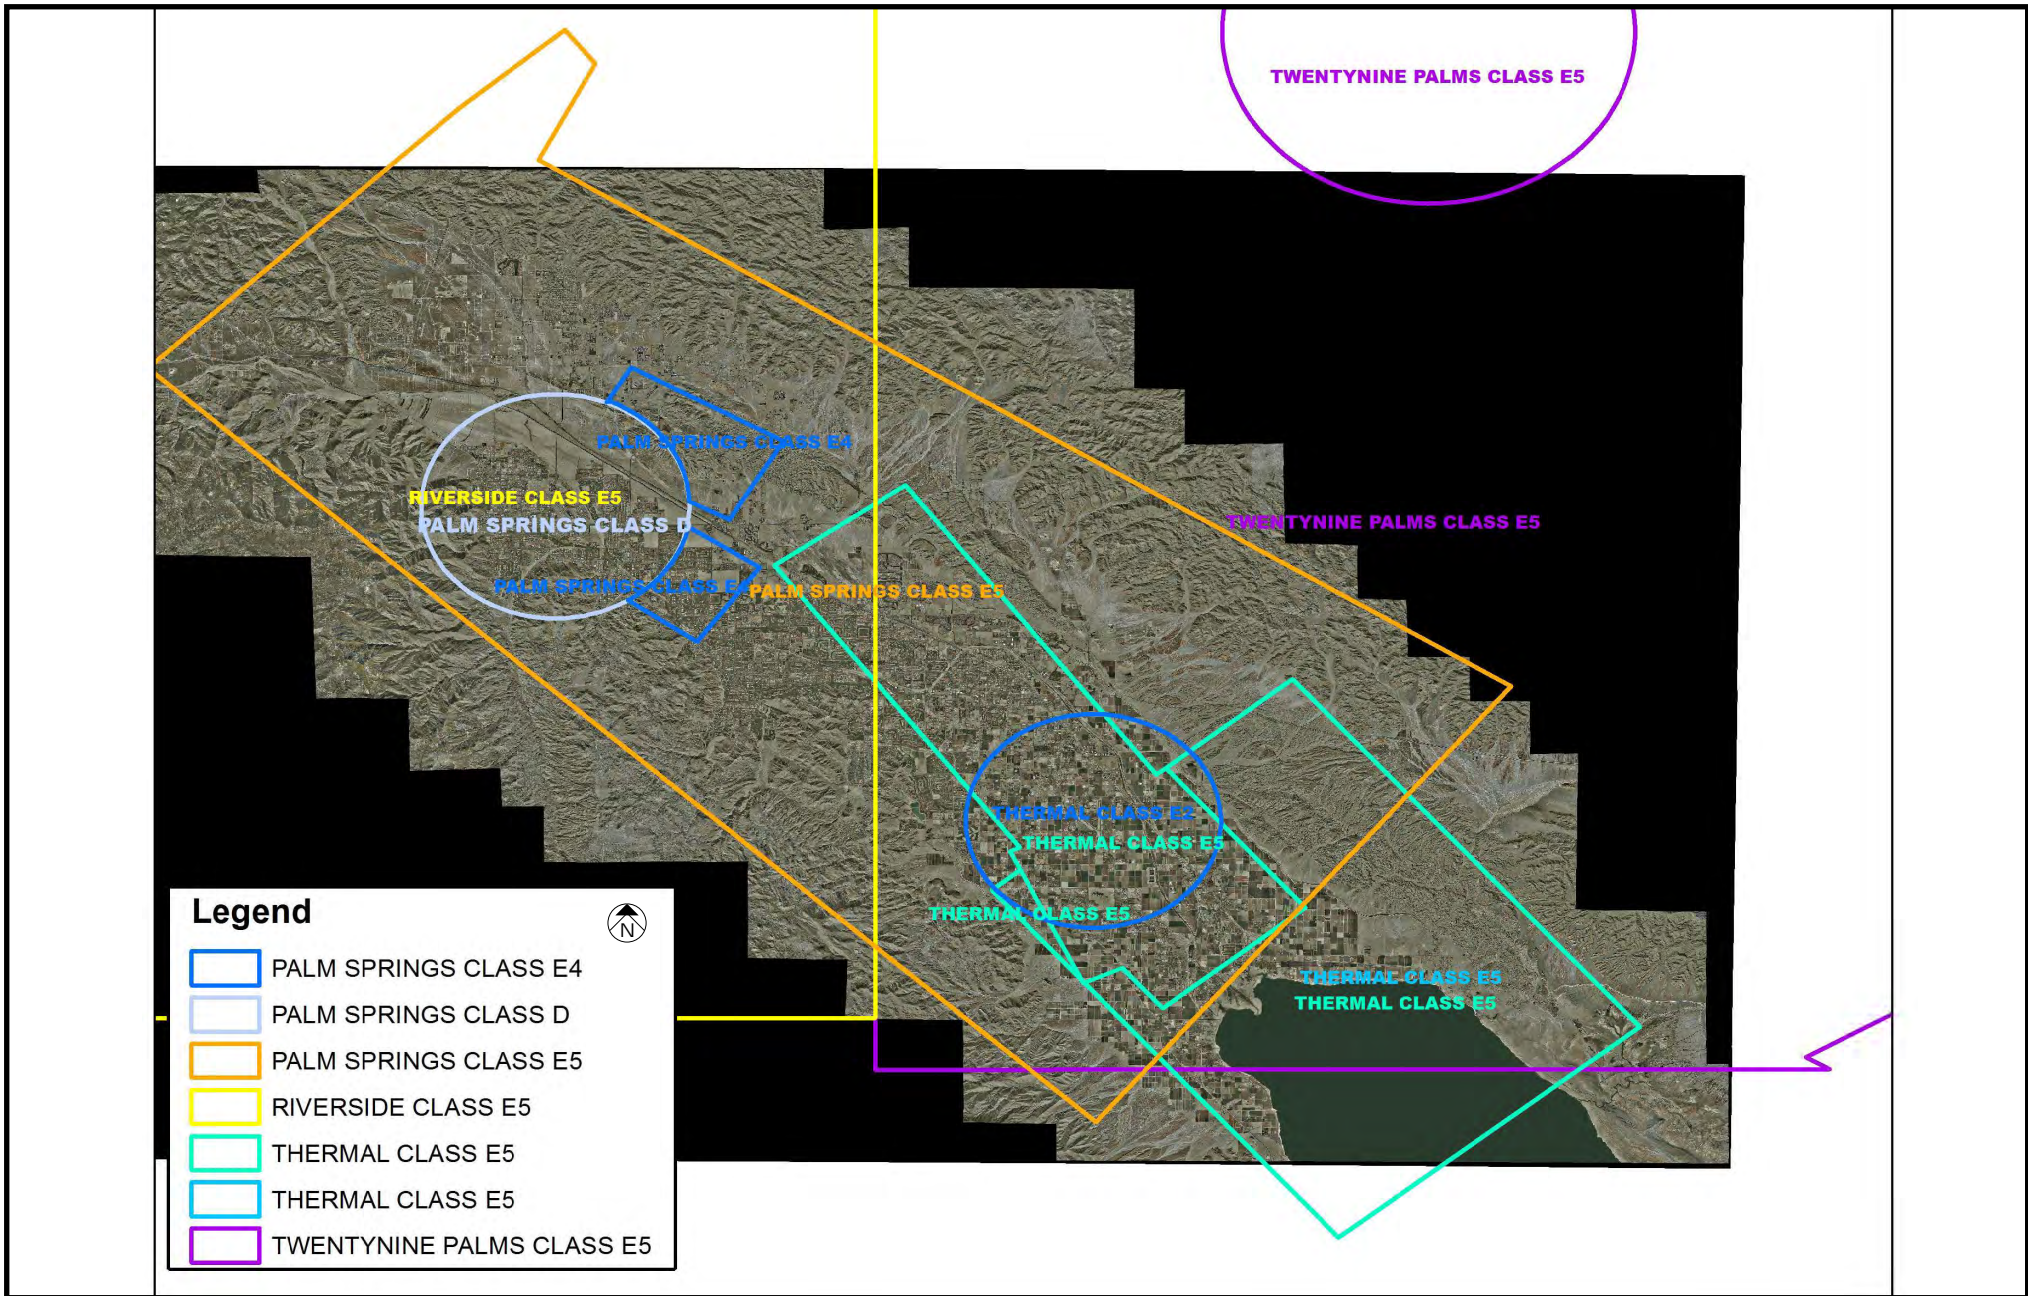 TWENTYNINE PALMS CLASS E5
PALM SPRINGS CLASS E4
RIVERSIDE CLASS E5
PALM SPRINGS CLASS D
TWENTYNINE PALMS CLASS E5
PALM SPRINGS CLASS E
PALM SPRINGS CLASS E5
THERMAL CLASS E2
THERMAL CLASS E5
THERMAL CLASS E5
THERMAL CLASS E5
THERMAL CLASS E5
Legend
N
PALM SPRINGS CLASS E4
PALM SPRINGS CLASS D
PALM SPRINGS CLASS E5
RIVERSIDE CLASS E5
THERMAL CLASS E5
THERMAL CLASS E5
TWENTYNINE PALMS CLASS E5